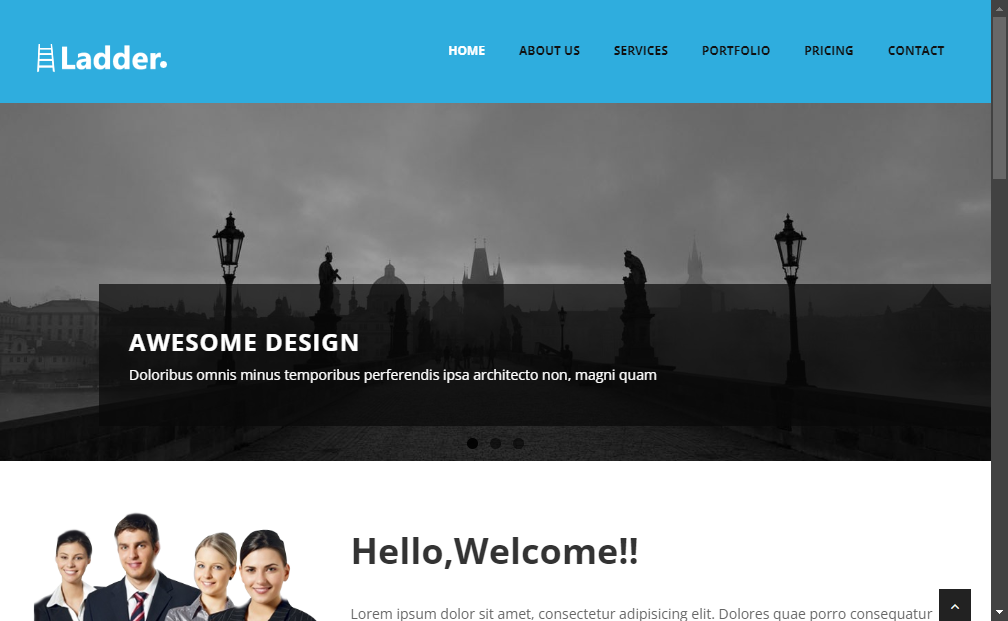 Ladder.
HOME ABOUT US SERVICES PORTFOLIO PRICING CONTACT
AWESOME DESIGN
Doloribus omnis minus temporibus perferendis ipsa architecto non, magni quam
Hello,Welcome!!
Lorem ipsum dolor sit amet, consectetur adipisicing elit. Dolores quae porro consequatur